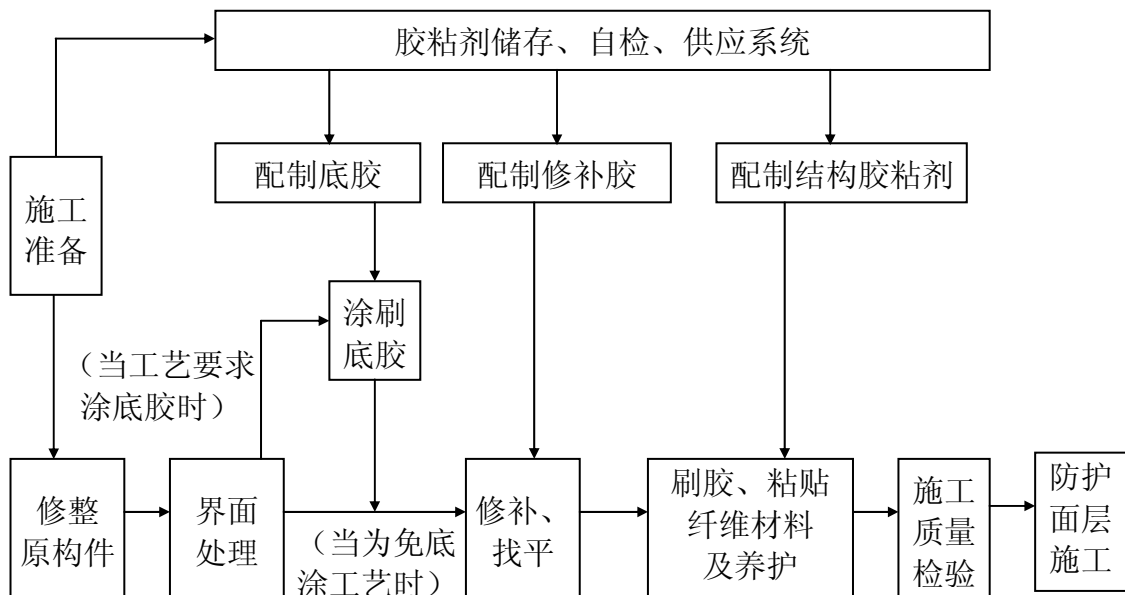 胶粘剂储存、自检、供应系统
配制底胶
配制修补胶
配制结构胶粘剂
施工
准备
涂刷
底胶
（当工艺要求
涂底胶时）
修整
原构件
界面
处理
（当为免底
涂工艺时）
修补、
找平
刷胶、粘贴
纤维材料
及养护
施工
质量
检验
防护
面层
施工